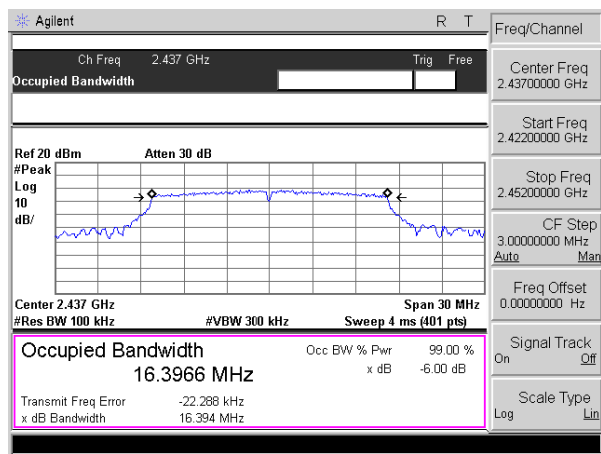 Agilent R T
Ch Freq 2.437 GHz Trig Free
Occupied Bandwidth
Ref 20 dBm Atten 30 dB
#Peak
Log
10
dB/
Center 2.437 GHz Span 30 MHz
#Res BW 100 kHz #VBW 300 kHz Sweep 4 ms (401 pts)
Occupied Bandwidth Occ BW % Pwr 99.00 %
16.3966 MHz x dB -6.00 dB
Transmit Freq Error -22.288 kHz
x dB Bandwidth 16.394 MHz
Freq/Channel
Center Freq
2.43700000 GHz
Start Freq
2.42200000 GHz
Stop Freq
2.45200000 GHz
CF Step
3.00000000 MHz
Auto Man
Freq Offset
0.00000000 Hz
Signal Track
On Off
Scale Type
Log Lin